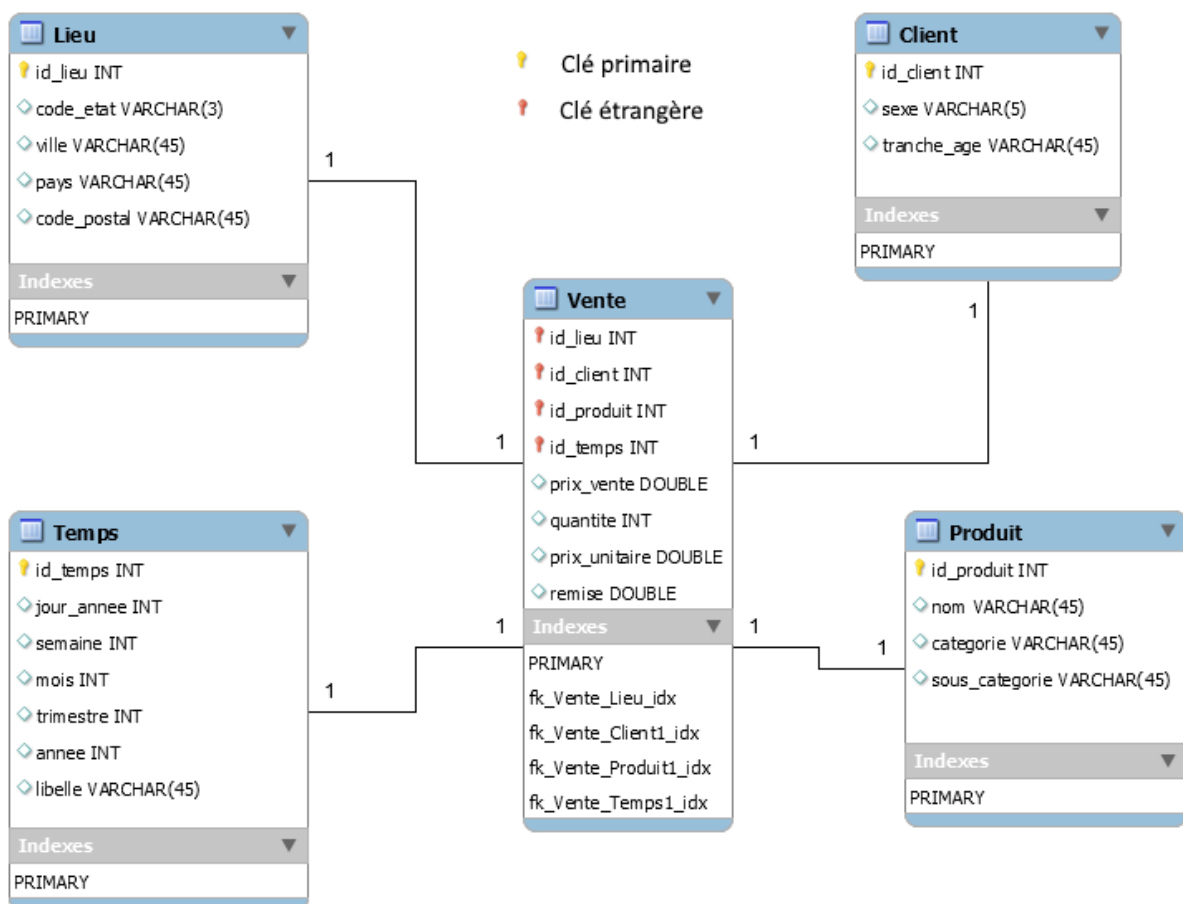 Lieu
id_lieu INT
code_etat VARCHAR(3)
ville VARCHAR(45)
pays VARCHAR(45)
code_postal VARCHAR(45)
Indexes
PRIMARY
Clé primaire
Clé étrangère
Client
id_client INT
sexe VARCHAR(5)
tranche_age VARCHAR(45)
Indexes
PRIMARY
1
1
1
1
Vente
id_lieu INT
id_client INT
id_produit INT
id_temps INT
prix_vente DOUBLE
quantite INT
prix_unitaire DOUBLE
remise DOUBLE
Indexes
PRIMARY
fk_Vente_Lieu_idx
fk_Vente_Client1_idx
fk_Vente_Produit1_idx
fk_Vente_Temps1_idx
Temps
id_temps INT
jour_annee INT
semaine INT
mois INT
trimestre INT
annee INT
libelle VARCHAR(45)
Indexes
PRIMARY
1
1
1
1
Produit
id_produit INT
nom VARCHAR(45)
categorie VARCHAR(45)
sous_categorie VARCHAR(45)
Indexes
PRIMARY